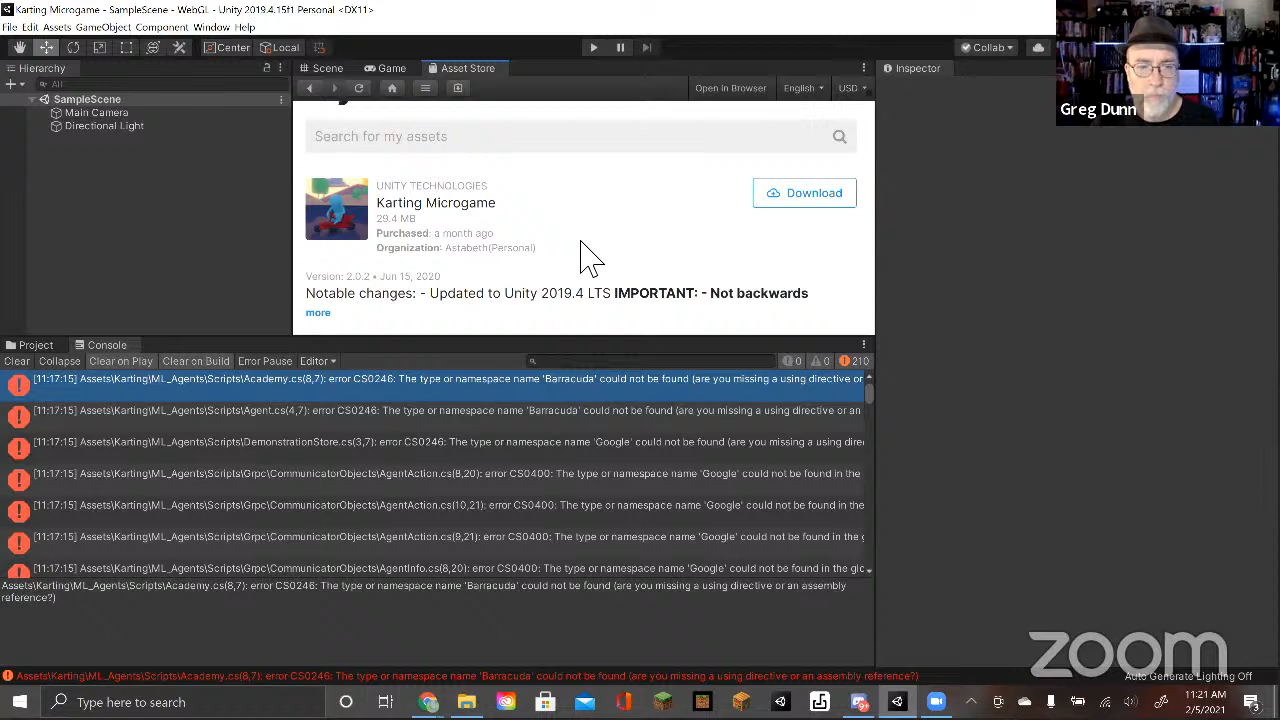 Karting Microgame - SampleScene - WebGL - Unity 2019.4.15f1 Personal <DX11>
File Edit Assets GameObject Component Window Help
Center Local Collab
Hierarchy Scene Game Asset Store Inspector
All
Open in Browser English USD
SampleScene
Main Camera
Directional Light
Greg Dunn
Search for my assets
UNITY TECHNOLOGIES
Karting Microgame
29.4 MB
Purchased: a month ago
Organization: Astabeth(Personal)
Download
Version: 2.0.2 • Jun 15, 2020
Notable changes: - Updated to Unity 2019.4 LTS IMPORTANT: - Not backwards
more
Project Console
Clear Collapse Clear on Play Clear on Build Error Pause Editor 0 0 210
[11:17:15] Assets\Karting\ML_Agents\Scripts\Academy.cs(8,7): error CS0246: The type or namespace name 'Barracuda' could not be found (are you missing a using directive or
[11:17:15] Assets\Karting\ML_Agents\Scripts\Agent.cs(4,7): error CS0246: The type or namespace name 'Barracuda' could not be found (are you missing a using directive or an
[11:17:15] Assets\Karting\ML_Agents\Scripts\DemonstrationStore.cs(3,7): error CS0246: The type or namespace name 'Google' could not be found (are you missing a using dire
[11:17:15] Assets\Karting\ML_Agents\Scripts\Grpc\CommunicatorObjects\AgentAction.cs(8,20): error CS0400: The type or namespace name 'Google' could not be found in the
[11:17:15] Assets\Karting\ML_Agents\Scripts\Grpc\CommunicatorObjects\AgentAction.cs(10,21): error CS0400: The type or namespace name 'Google' could not be found in the
[11:17:15] Assets\Karting\ML_Agents\Scripts\Grpc\CommunicatorObjects\AgentAction.cs(9,21): error CS0400: The type or namespace name 'Google' could not be found in the g
[11:17:15] Assets\Karting\ML_Agents\Scripts\Grpc\CommunicatorObjects\AgentInfo.cs(8,20): error CS0400: The type or namespace name 'Google' could not be found in the glo
Assets\Karting\ML_Agents\Scripts\Academy.cs(8,7): error CS0246: The type or namespace name 'Barracuda' could not be found (are you missing a using directive or an assembly
reference?)
zoom
Assets\Karting\ML_Agents\Scripts\Academy.cs(8,7): error CS0246: The type or namespace name 'Barracuda' could not be found (are you missing a using directive or an assembly reference?)
Auto Generate Lighting Off
Type here to search
11:21 AM
2/5/2021